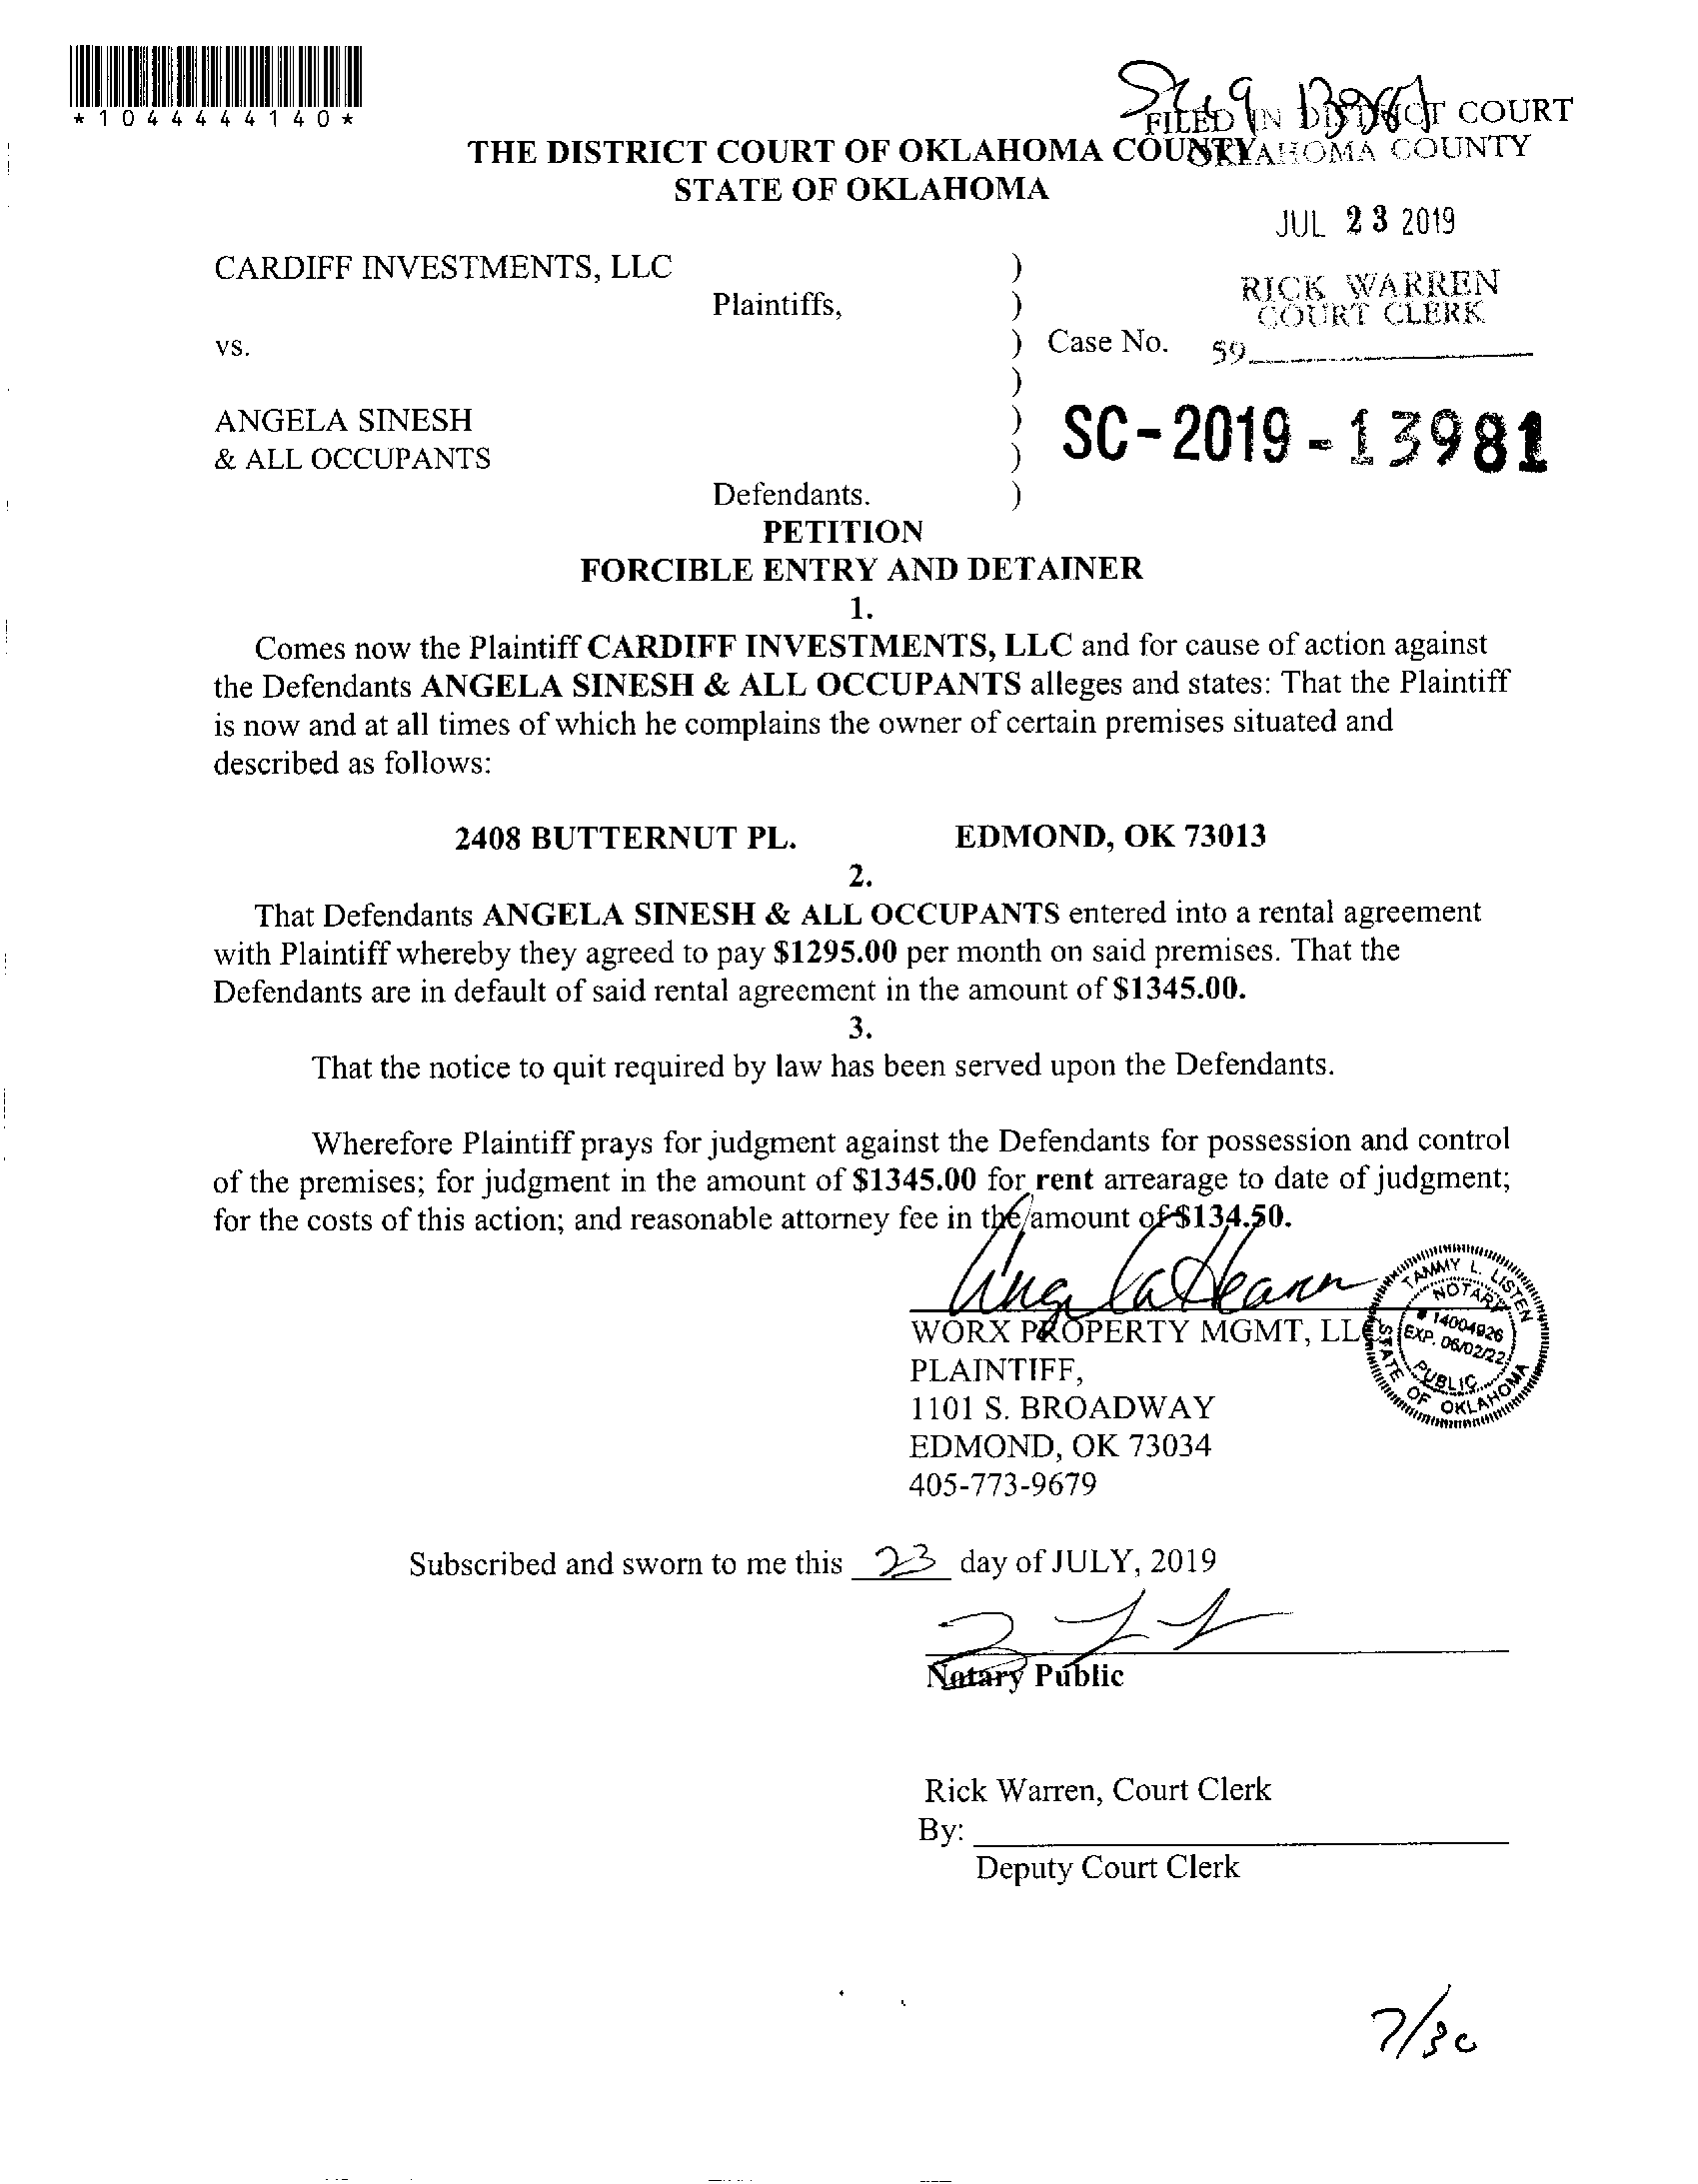 *1044444140*
FILED IN DISTRICT COURT
OKLAHOMA COUNTY
THE DISTRICT COURT OF OKLAHOMA COUNTY
STATE OF OKLAHOMA
JUL 23 2019
RICK WARREN
COURT CLERK
CARDIFF INVESTMENTS, LLC )
Plaintiffs, )
vs. ) Case No. 59
)
ANGELA SINESH )
& ALL OCCUPANTS ) SC-2019-13981
Defendants. )
PETITION
FORCIBLE ENTRY AND DETAINER
1.
Comes now the Plaintiff CARDIFF INVESTMENTS, LLC and for cause of action against
the Defendants ANGELA SINESH & ALL OCCUPANTS alleges and states: That the Plaintiff
is now and at all times of which he complains the owner of certain premises situated and
described as follows:
2408 BUTTERNUT PL. EDMOND, OK 73013
2.
That Defendants ANGELA SINESH & ALL OCCUPANTS entered into a rental agreement
with Plaintiff whereby they agreed to pay $1295.00 per month on said premises. That the
Defendants are in default of said rental agreement in the amount of $1345.00.
3.
That the notice to quit required by law has been served upon the Defendants.
Wherefore Plaintiff prays for judgment against the Defendants for possession and control
of the premises; for judgment in the amount of $1345.00 for rent arrearage to date of judgment;
for the costs of this action; and reasonable attorney fee in the amount of $134.50.
Angela Hearn
WORX PROPERTY MGMT, LLC
PLAINTIFF,
1101 S. BROADWAY
EDMOND, OK 73034
405-773-9679
TAMMY L. LISTEN
NOTARY
# 14004926
EXP. 06/02/22
PUBLIC
STATE OF OKLAHOMA
Subscribed and sworn to me this 23 day of JULY, 2019
Notary Public
Rick Warren, Court Clerk
By:
Deputy Court Clerk
7/30